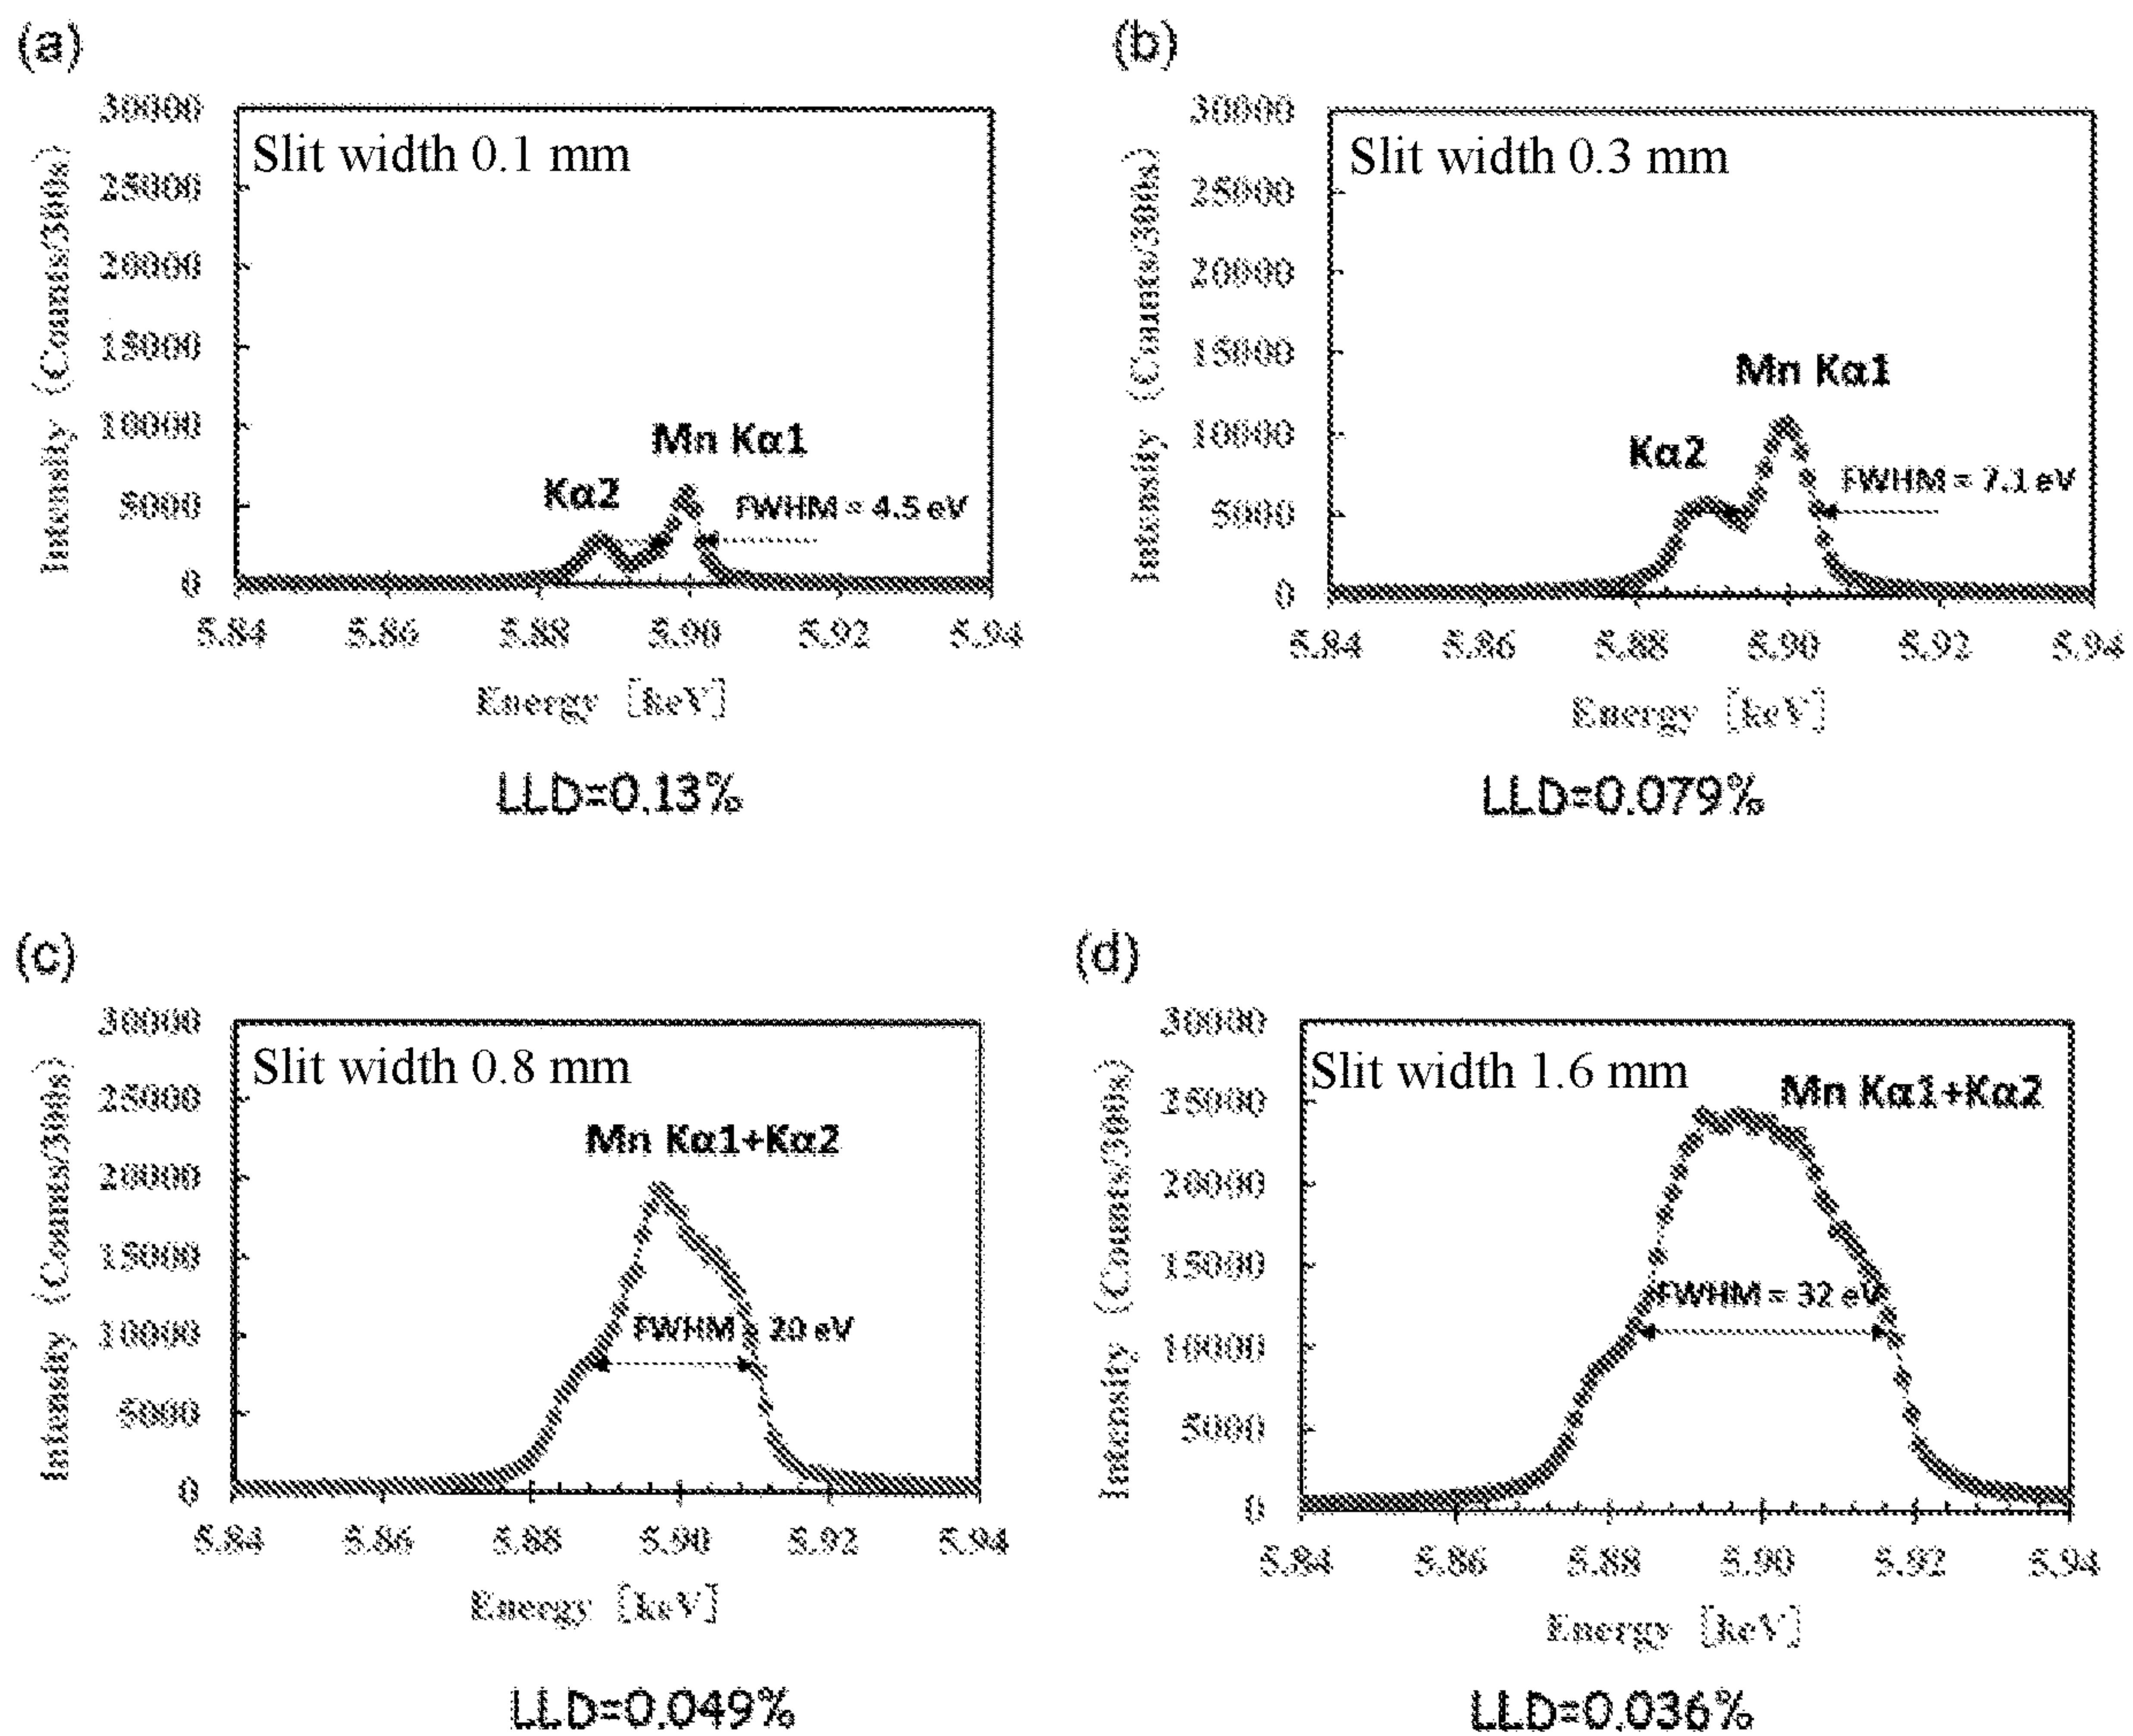 (a)
30000
Slit width 0.1 mm
25000
20000
15000
10000
5000
0
Intensity (Counts/300s)
Mn Kα1
Kα2
FWHM = 4.5 eV
5.84 5.86 5.88 5.90 5.92 5.94
Energy [keV]
LLD=0.13%
(b)
30000
Slit width 0.3 mm
25000
20000
15000
10000
5000
0
Intensity (Counts/300s)
Mn Kα1
Kα2
FWHM = 7.1 eV
5.84 5.86 5.88 5.90 5.92 5.94
Energy [keV]
LLD=0.079%
(c)
30000
Slit width 0.8 mm
25000
20000
15000
10000
5000
0
Intensity (Counts/300s)
Mn Kα1+Kα2
FWHM 20 eV
5.84 5.86 5.88 5.90 5.92 5.94
Energy [keV]
LLD=0.049%
(d)
30000
Slit width 1.6 mm
25000
20000
15000
10000
5000
0
Intensity (Counts/300s)
Mn Kα1+Kα2
FWHM = 32 eV
5.84 5.86 5.88 5.90 5.92 5.94
Energy [keV]
LLD=0.036%